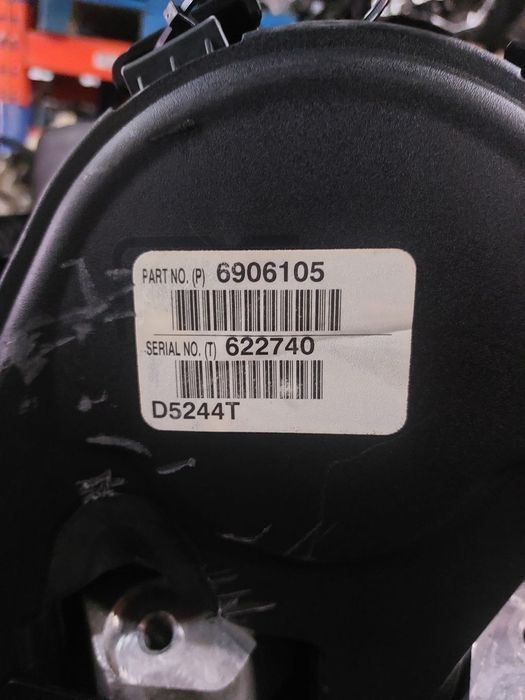 PART NO. (P) 6906105
SERIAL NO. (T) 622740
D5244T